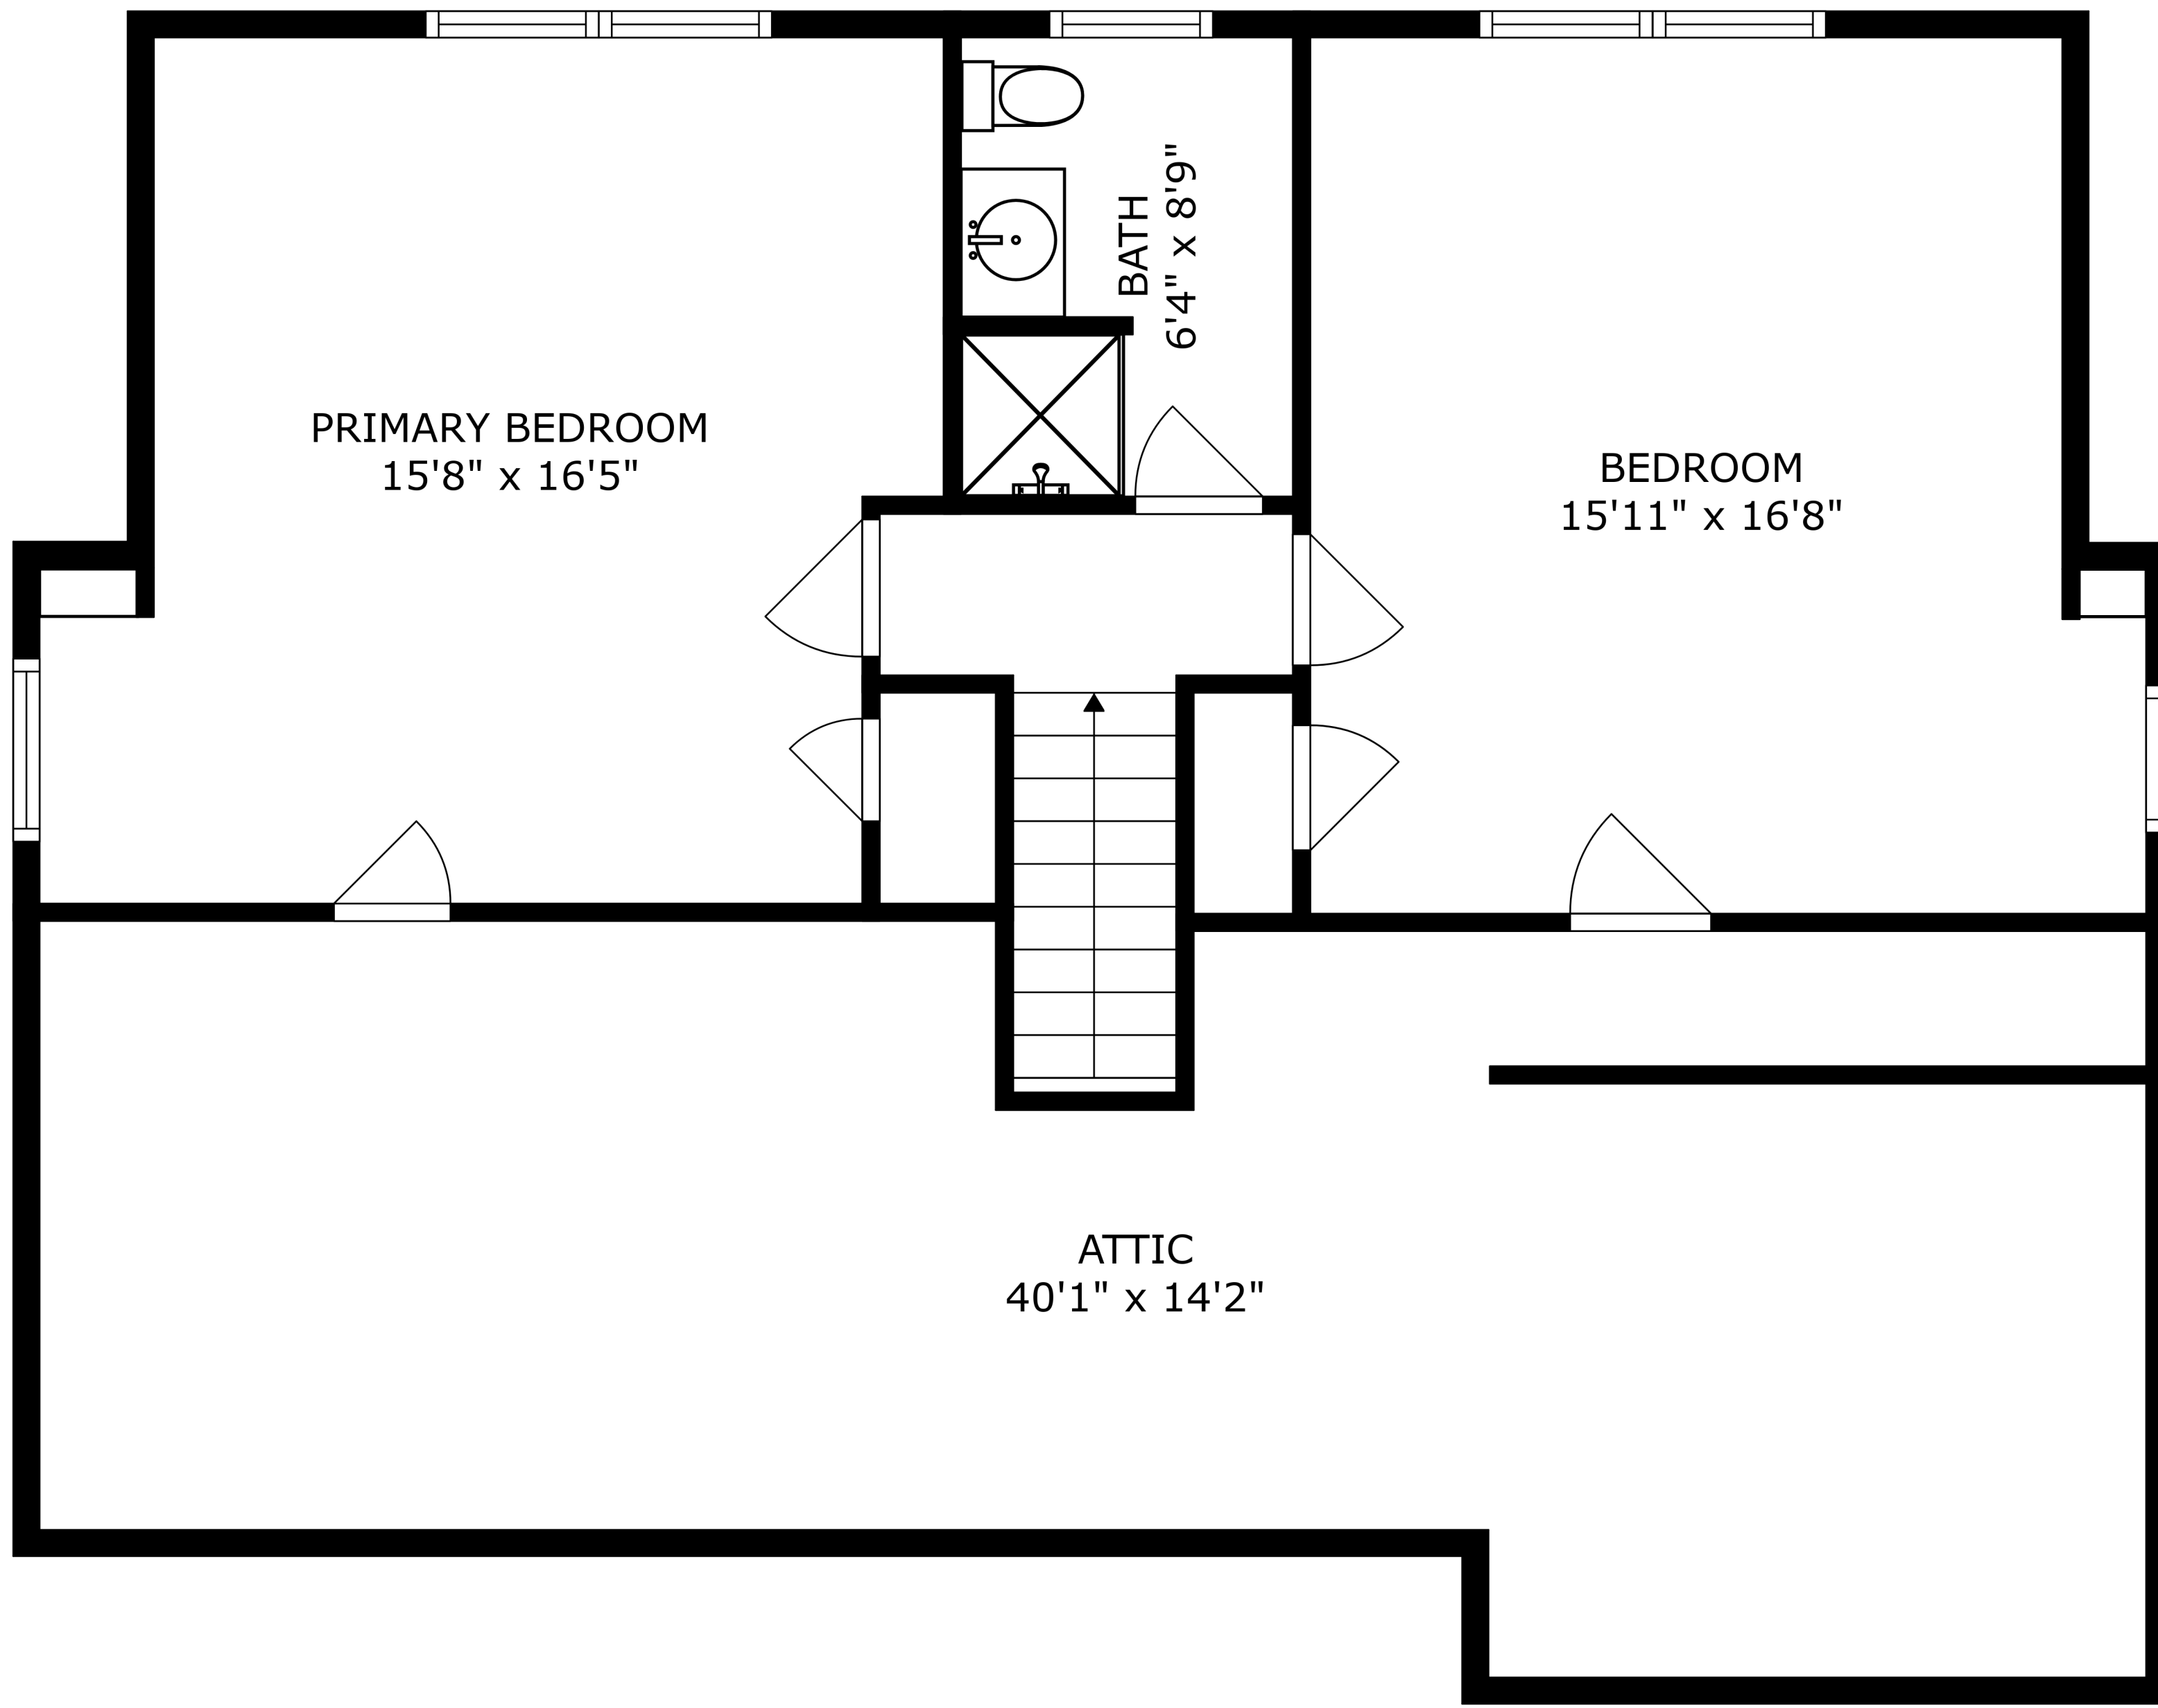 PRIMARY BEDROOM
15'8" x 16'5"
BATH
6'4" x 8'9"
BEDROOM
15'11" x 16'8"
ATTIC
40'1" x 14'2"